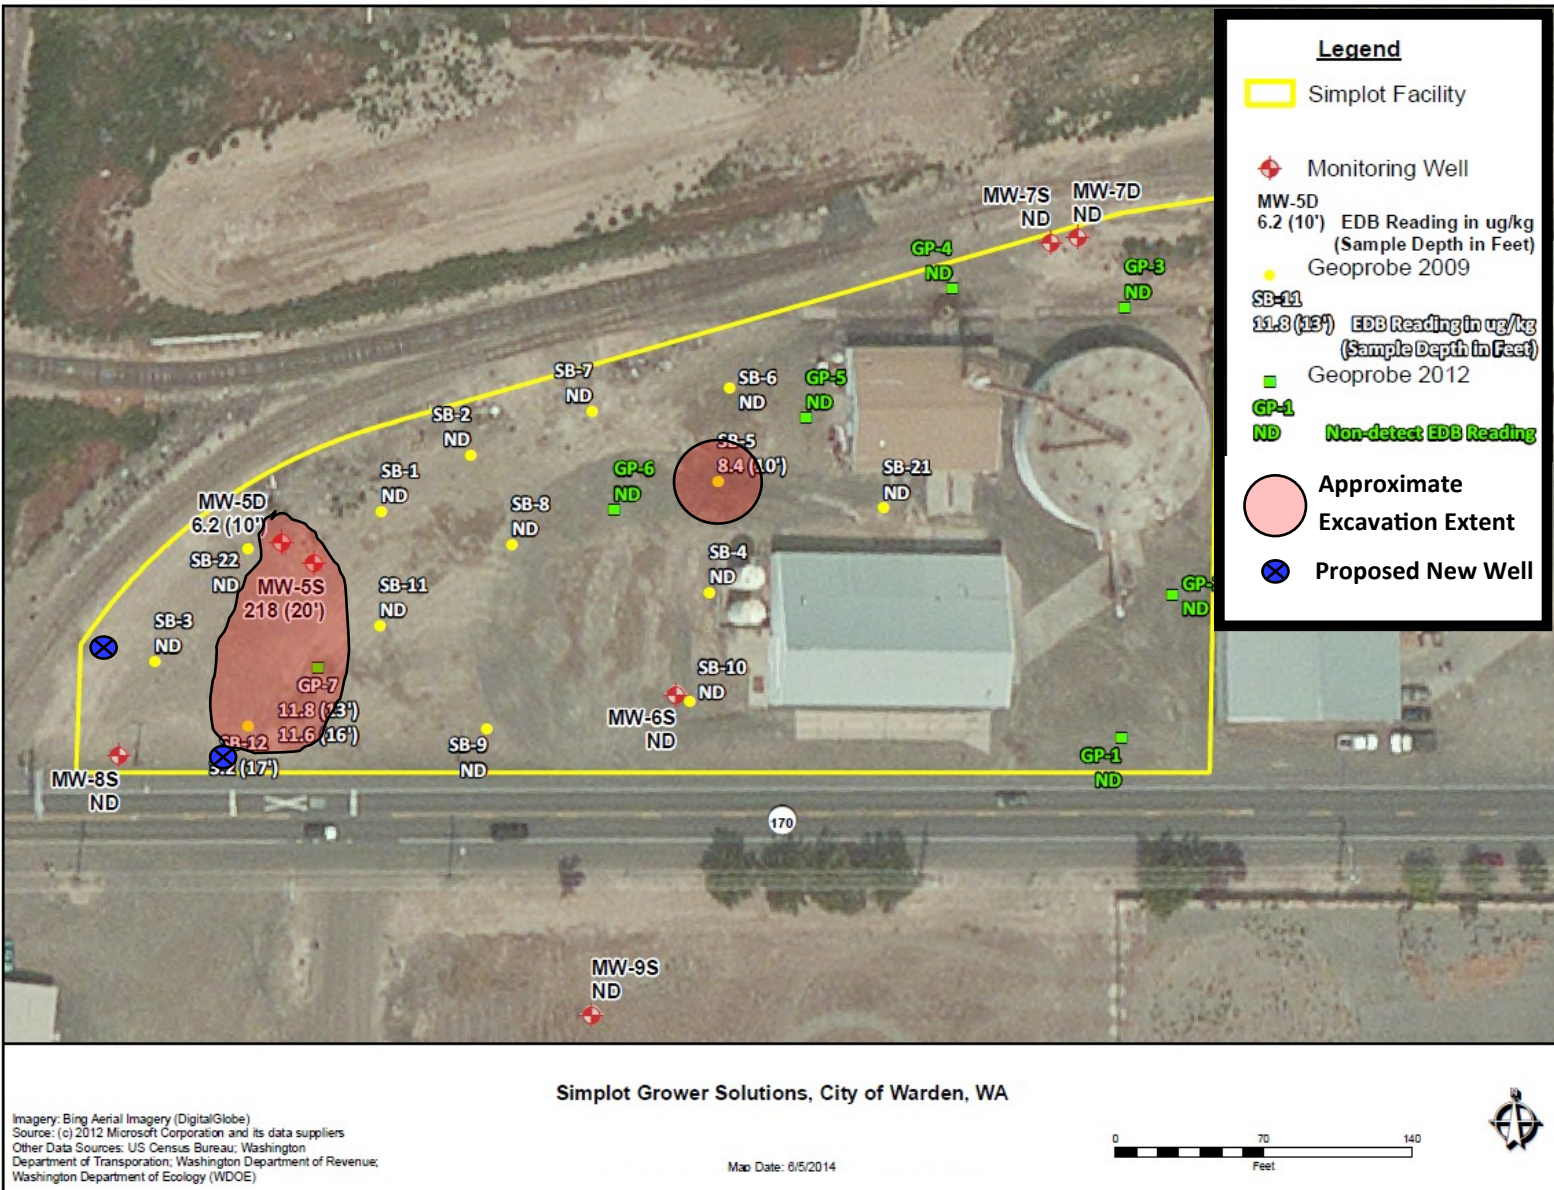 Legend
Simplot Facility
Monitoring Well
MW-5D
6.2 (10') EDB Reading in ug/kg
(Sample Depth in Feet)
Geoprobe 2009
SB-11
11.8 (13') EDB Reading in ug/kg
(Sample Depth in Feet)
Geoprobe 2012
GP-1
ND Non-detect EDB Reading
Approximate
Excavation Extent
Proposed New Well
MW-7S
ND
MW-7D
ND
GP-4
ND
GP-3
ND
SB-7
ND
SB-6
ND
GP-5
ND
SB-2
ND
SB-5
8.4 (10')
SB-1
ND
GP-6
ND
SB-21
ND
MW-5D
6.2 (10')
SB-8
ND
SB-22
ND
MW-5S
218 (20')
SB-11
ND
SB-4
ND
GP-
ND
SB-3
ND
GP-7
11.8 (13')
11.6 (16')
SB-10
ND
MW-6S
ND
SB-12
(17')
SB-9
ND
GP-1
ND
MW-8S
ND
170
MW-9S
ND
Simplot Grower Solutions, City of Warden, WA
Imagery: Bing Aerial Imagery (DigitalGlobe)
Source: (c) 2012 Microsoft Corporation and its data suppliers
Other Data Sources: US Census Bureau; Washington
Department of Transporation; Washington Department of Revenue;
Washington Department of Ecology (WDOE)
Map Date: 6/5/2014
0 70 140
Feet
N